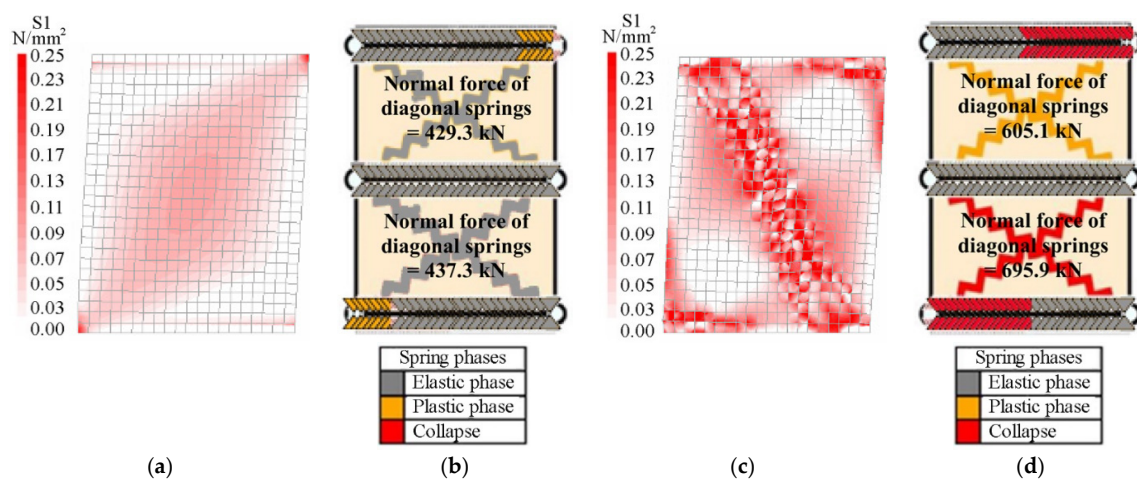 S1
N/mm²
0.25
0.23
0.21
0.19
0.17
0.15
0.13
0.11
0.09
0.07
0.05
0.03
0.00
Normal force of
diagonal springs
= 429.3 kN
Normal force of
diagonal springs
= 437.3 kN
Spring phases
Elastic phase
Plastic phase
Collapse
(a)
(b)
S1
N/mm²
0.25
0.23
0.21
0.19
0.17
0.15
0.13
0.11
0.09
0.07
0.05
0.03
0.00
Normal force of
diagonal springs
= 605.1 kN
Normal force of
diagonal springs
= 695.9 kN
Spring phases
Elastic phase
Plastic phase
Collapse
(c)
(d)